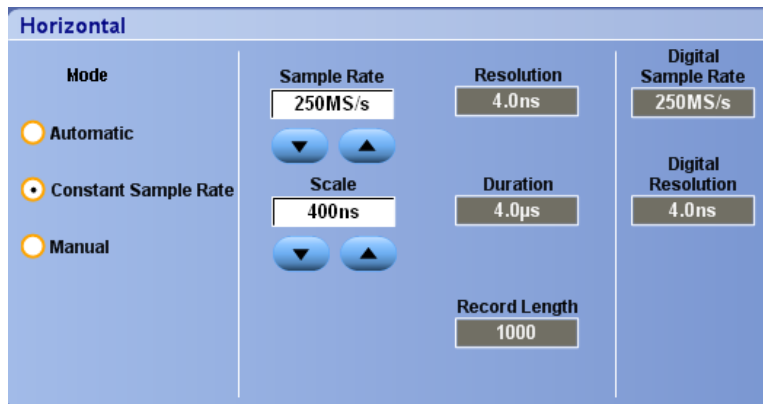 Horizontal
Mode
Automatic
Constant Sample Rate
Manual
Sample Rate
250MS/s
Scale
400ns
Resolution
4.0ns
Duration
4.0µs
Record Length
1000
Digital
Sample Rate
250MS/s
Digital
Resolution
4.0ns